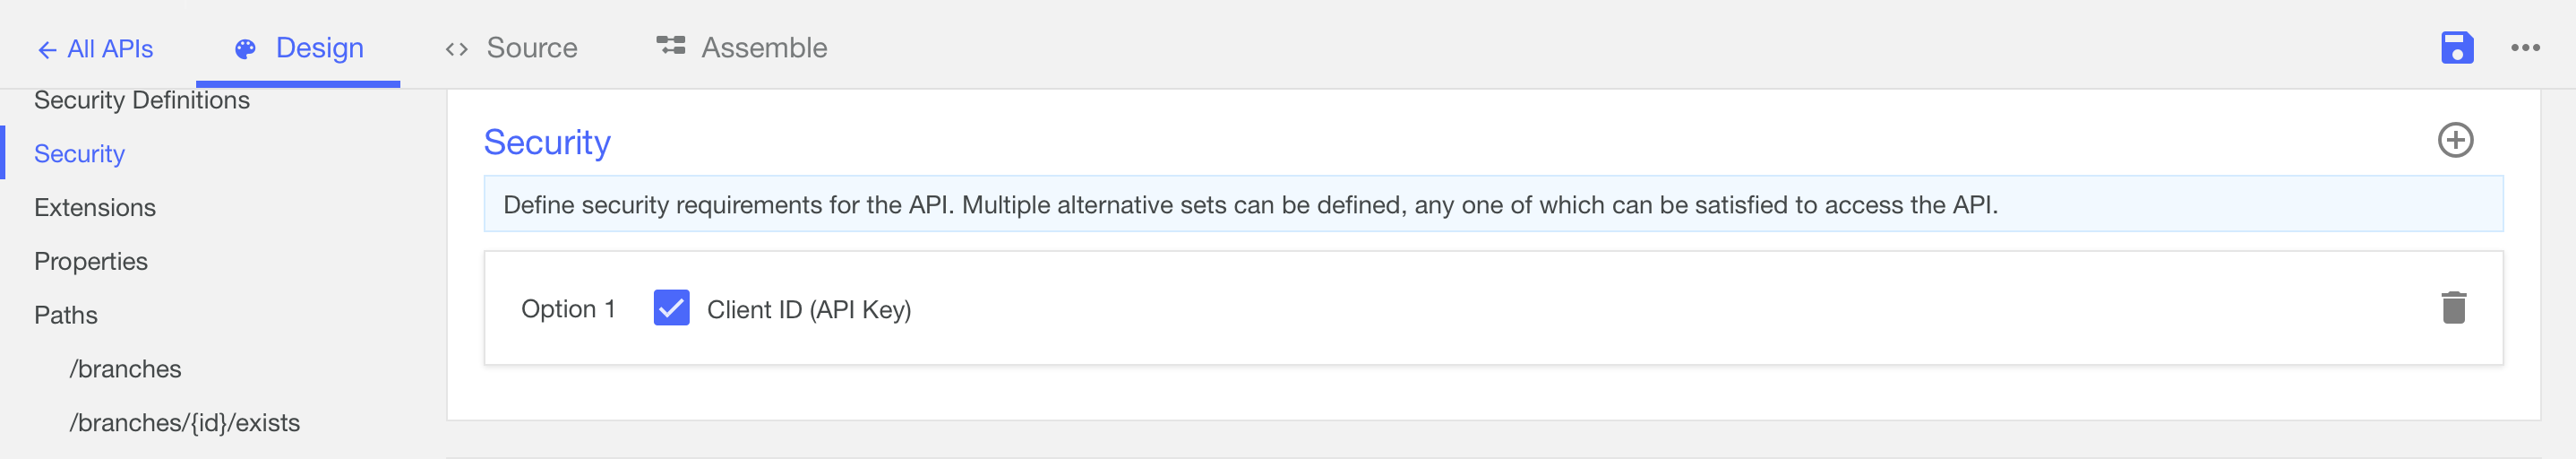 All APIs Design Source Assemble
Security Definitions
Security
Extensions
Properties
Paths
/branches
/branches/{id}/exists
Security
Define security requirements for the API. Multiple alternative sets can be defined, any one of which can be satisfied to access the API.
Option 1 Client ID (API Key)